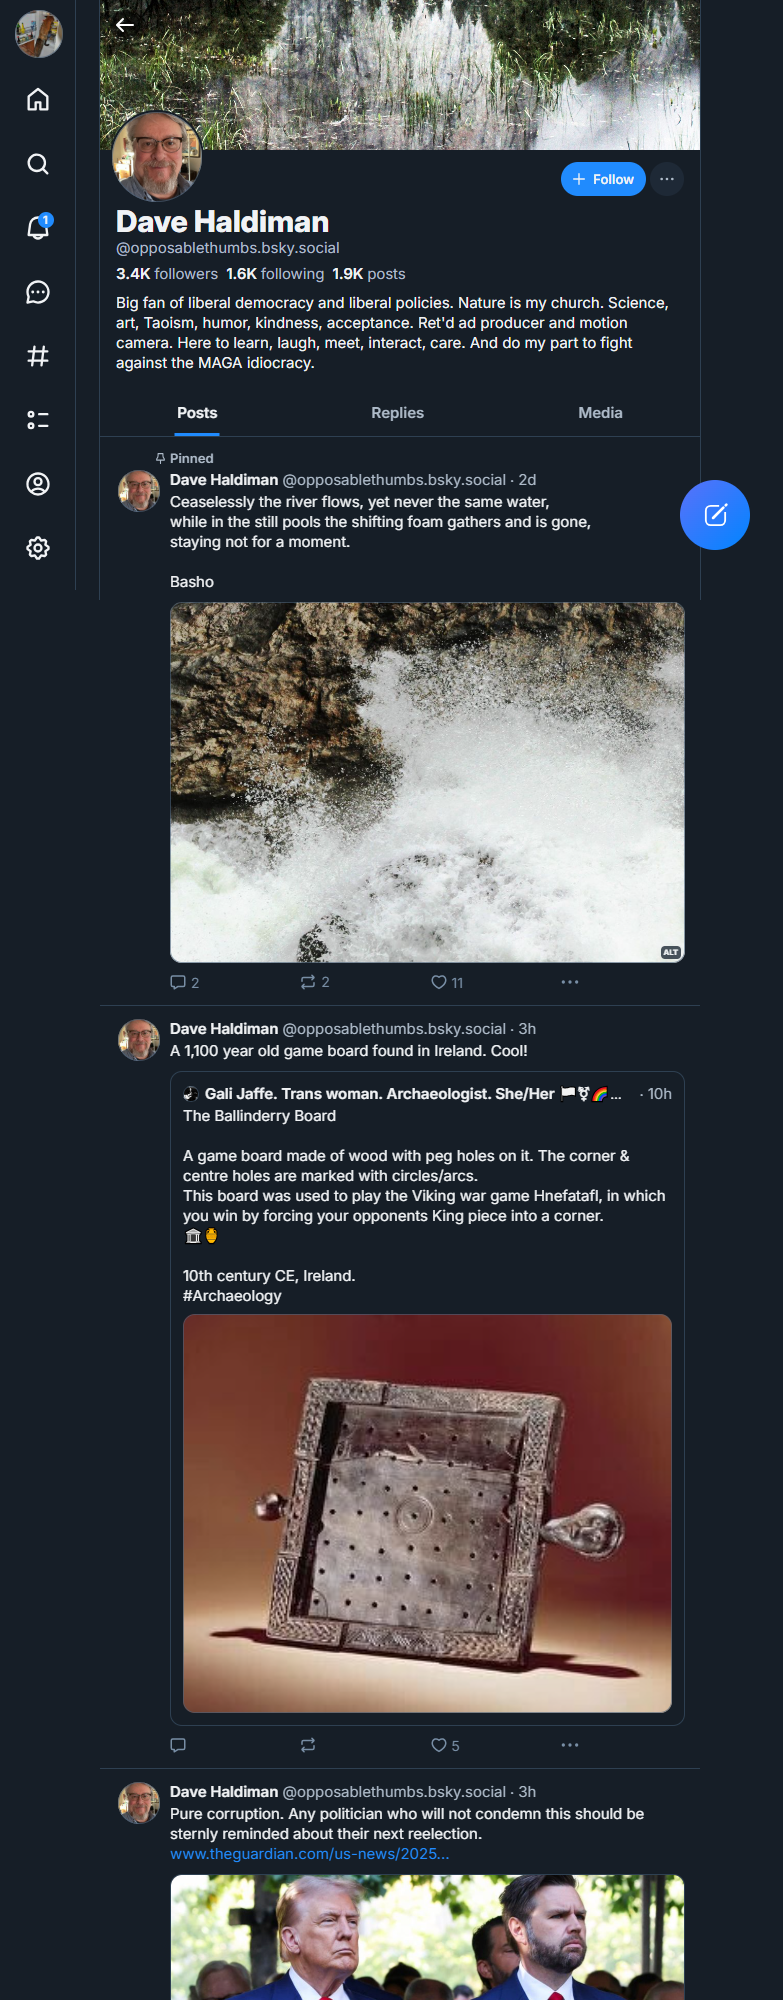 1
+ Follow
Dave Haldiman
@opposablethumbs.bsky.social
3.4K followers 1.6K following 1.9K posts
Big fan of liberal democracy and liberal policies. Nature is my church. Science,
art, Taoism, humor, kindness, acceptance. Ret'd ad producer and motion
camera. Here to learn, laugh, meet, interact, care. And do my part to fight
against the MAGA idiocracy.
Posts Replies Media
Pinned
Dave Haldiman @opposablethumbs.bsky.social · 2d
Ceaselessly the river flows, yet never the same water,
while in the still pools the shifting foam gathers and is gone,
staying not for a moment.
Basho
ALT
2 2 11
Dave Haldiman @opposablethumbs.bsky.social · 3h
A 1,100 year old game board found in Ireland. Cool!
Gali Jaffe. Trans woman. Archaeologist. She/Her 🏳️‍⚧️🌈... · 10h
The Ballinderry Board
A game board made of wood with peg holes on it. The corner &
centre holes are marked with circles/arcs.
This board was used to play the Viking war game Hnefatafl, in which
you win by forcing your opponents King piece into a corner.
🏛️🏺
10th century CE, Ireland.
#Archaeology
5
Dave Haldiman @opposablethumbs.bsky.social · 3h
Pure corruption. Any politician who will not condemn this should be
sternly reminded about their next reelection.
www.theguardian.com/us-news/2025...